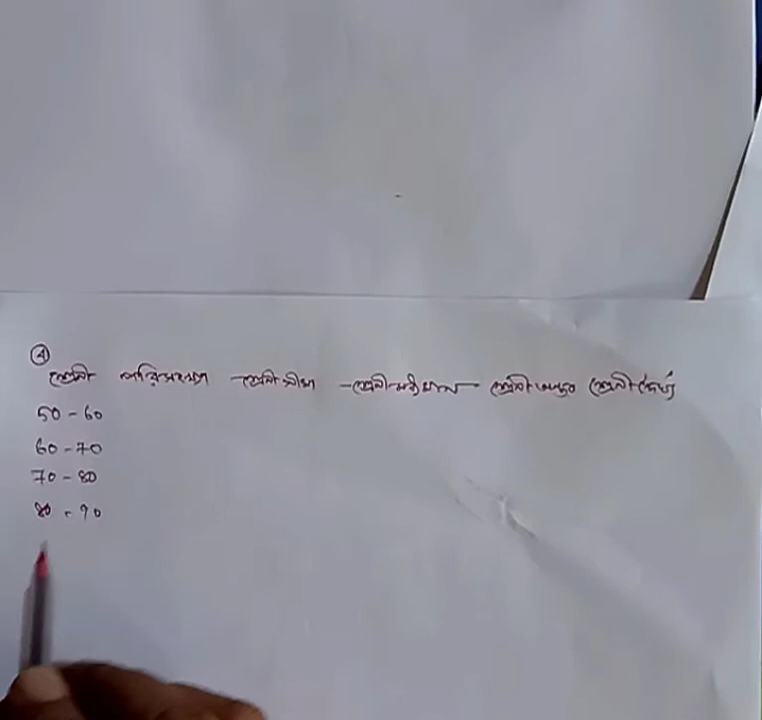 ④
শ্রেণী পরিসংখ্যা শ্রেণী সীমা শ্রেণী মধ্যমান শ্রেণী অন্তর শ্রেণী দৈর্ঘ্য
50 - 60
60 - 70
70 - 80
80 - 90